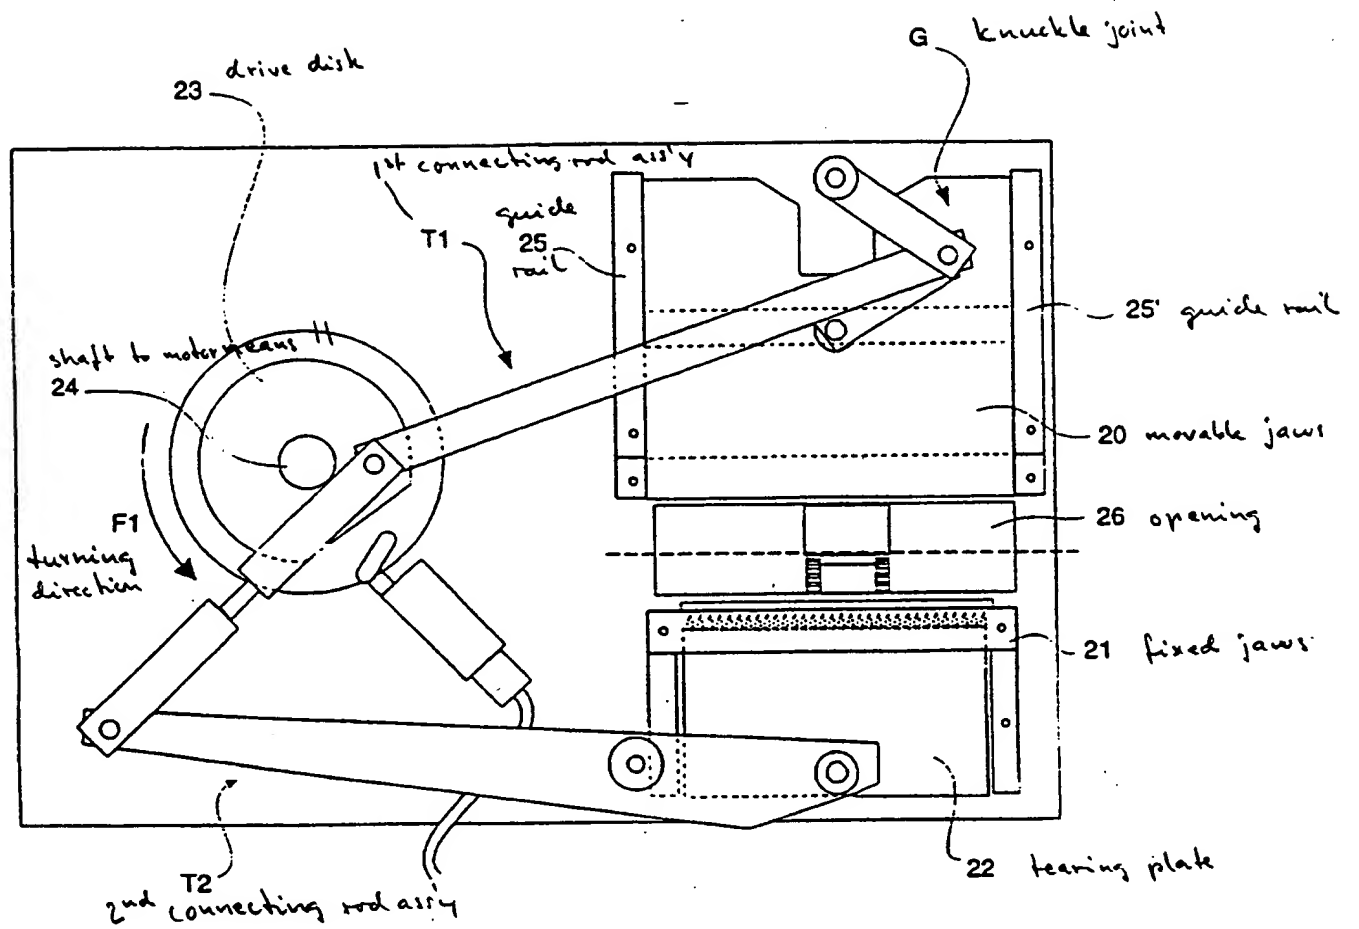 G knuckle joint
drive disk
23
1st connecting rod ass'y
guide
T1
25
rail
25' guide rail
shaft to motor means 11
24
20 movable jaws
F1
26 opening
turning
direction
21 fixed jaws
22 tearing plate
T2
2nd connecting rod ass'y